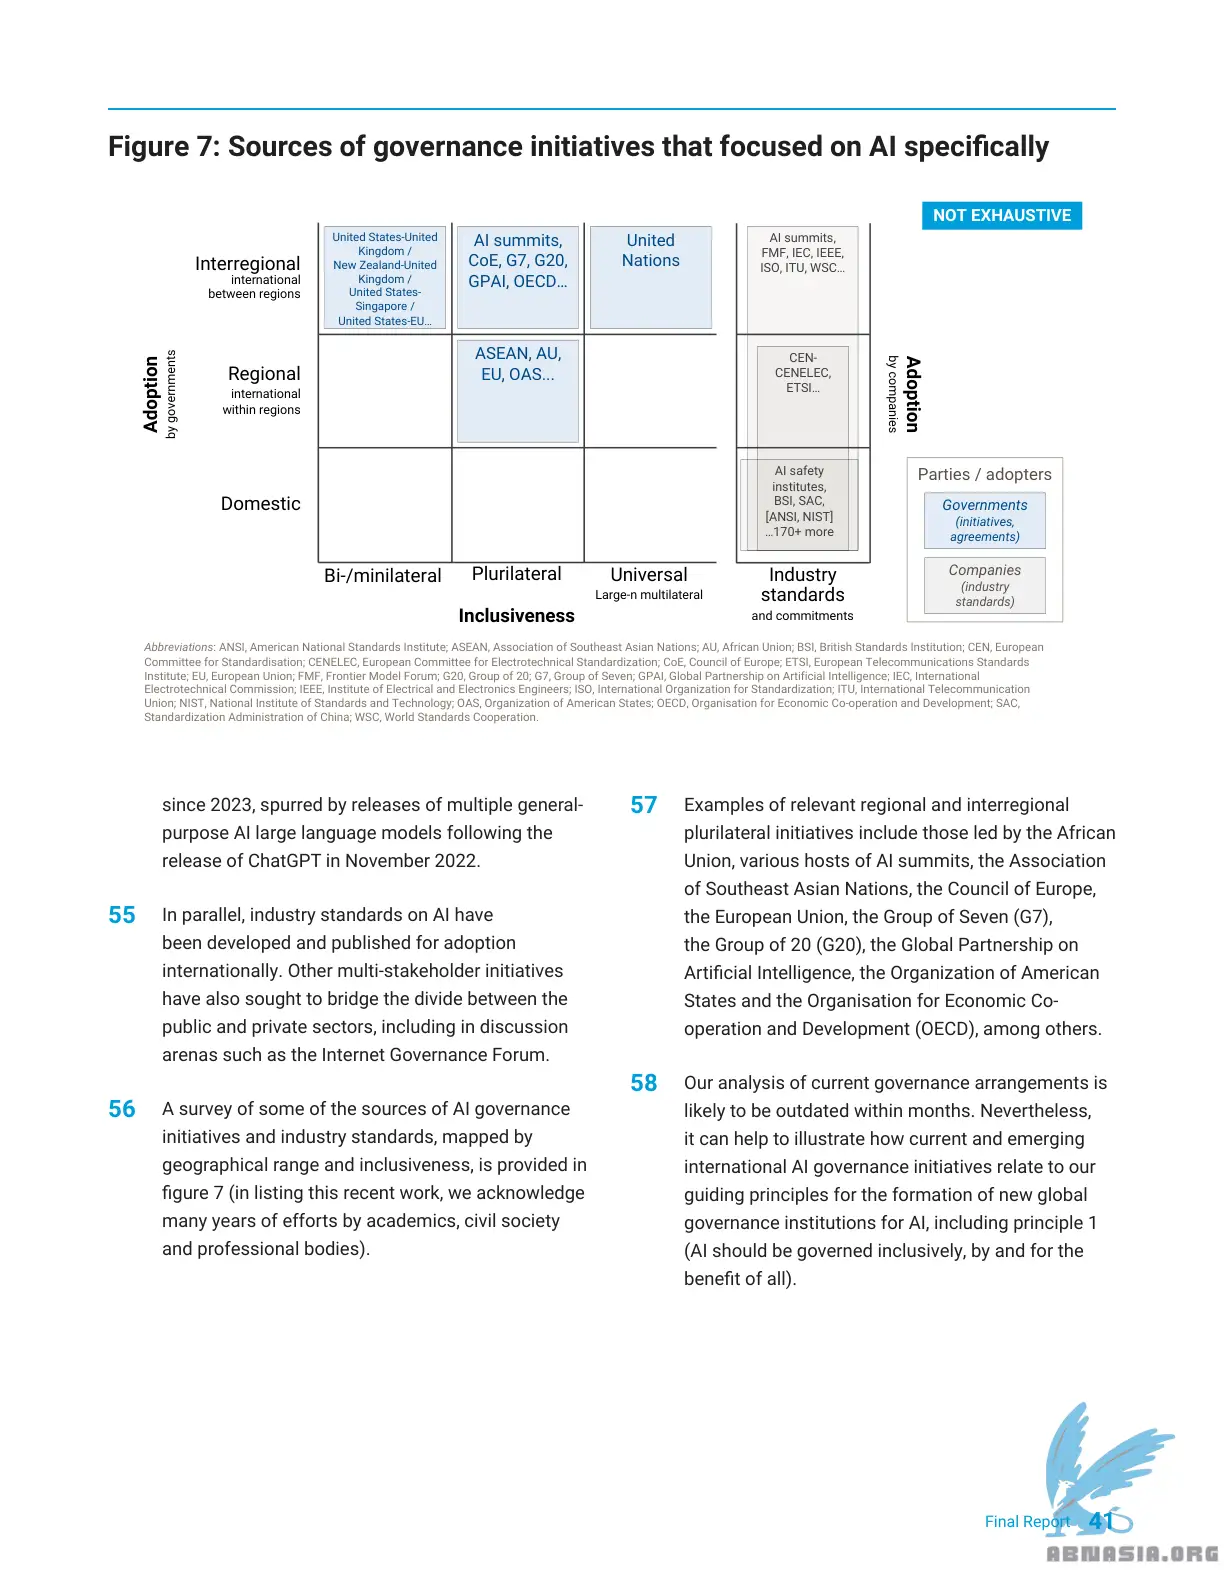 Figure 7: Sources of governance initiatives that focused on AI specifically
NOT EXHAUSTIVE
Adoption
by governments
Interregional
international
between regions
United States-United
Kingdom /
New Zealand-United
Kingdom /
United States-
Singapore /
United States-EU...
AI summits,
CoE, G7, G20,
GPAI, OECD...
United
Nations
AI summits,
FMF, IEC, IEEE,
ISO, ITU, WSC...
Regional
international
within regions
ASEAN, AU,
EU, OAS...
CEN-
CENELEC,
ETSI...
Adoption
by companies
Domestic
AI safety
institutes,
BSI, SAC,
[ANSI, NIST]
...170+ more
Parties / adopters
Governments
(initiatives,
agreements)
Companies
(industry
standards)
Bi-/minilateral
Plurilateral
Universal
Large-n multilateral
Industry
standards
and commitments
Inclusiveness
Abbreviations: ANSI, American National Standards Institute; ASEAN, Association of Southeast Asian Nations; AU, African Union; BSI, British Standards Institution; CEN, European
Committee for Standardisation; CENELEC, European Committee for Electrotechnical Standardization; CoE, Council of Europe; ETSI, European Telecommunications Standards
Institute; EU, European Union; FMF, Frontier Model Forum; G20, Group of 20; G7, Group of Seven; GPAI, Global Partnership on Artificial Intelligence; IEC, International
Electrotechnical Commission; IEEE, Institute of Electrical and Electronics Engineers; ISO, International Organization for Standardization; ITU, International Telecommunication
Union; NIST, National Institute of Standards and Technology; OAS, Organization of American States; OECD, Organisation for Economic Co-operation and Development; SAC,
Standardization Administration of China; WSC, World Standards Cooperation.
since 2023, spurred by releases of multiple general-
purpose AI large language models following the
release of ChatGPT in November 2022.
55 In parallel, industry standards on AI have
been developed and published for adoption
internationally. Other multi-stakeholder initiatives
have also sought to bridge the divide between the
public and private sectors, including in discussion
arenas such as the Internet Governance Forum.
56 A survey of some of the sources of AI governance
initiatives and industry standards, mapped by
geographical range and inclusiveness, is provided in
figure 7 (in listing this recent work, we acknowledge
many years of efforts by academics, civil society
and professional bodies).
57 Examples of relevant regional and interregional
plurilateral initiatives include those led by the African
Union, various hosts of AI summits, the Association
of Southeast Asian Nations, the Council of Europe,
the European Union, the Group of Seven (G7),
the Group of 20 (G20), the Global Partnership on
Artificial Intelligence, the Organization of American
States and the Organisation for Economic Co-
operation and Development (OECD), among others.
58 Our analysis of current governance arrangements is
likely to be outdated within months. Nevertheless,
it can help to illustrate how current and emerging
international AI governance initiatives relate to our
guiding principles for the formation of new global
governance institutions for AI, including principle 1
(AI should be governed inclusively, by and for the
benefit of all).
Final Report 41
ABNASIA.ORG